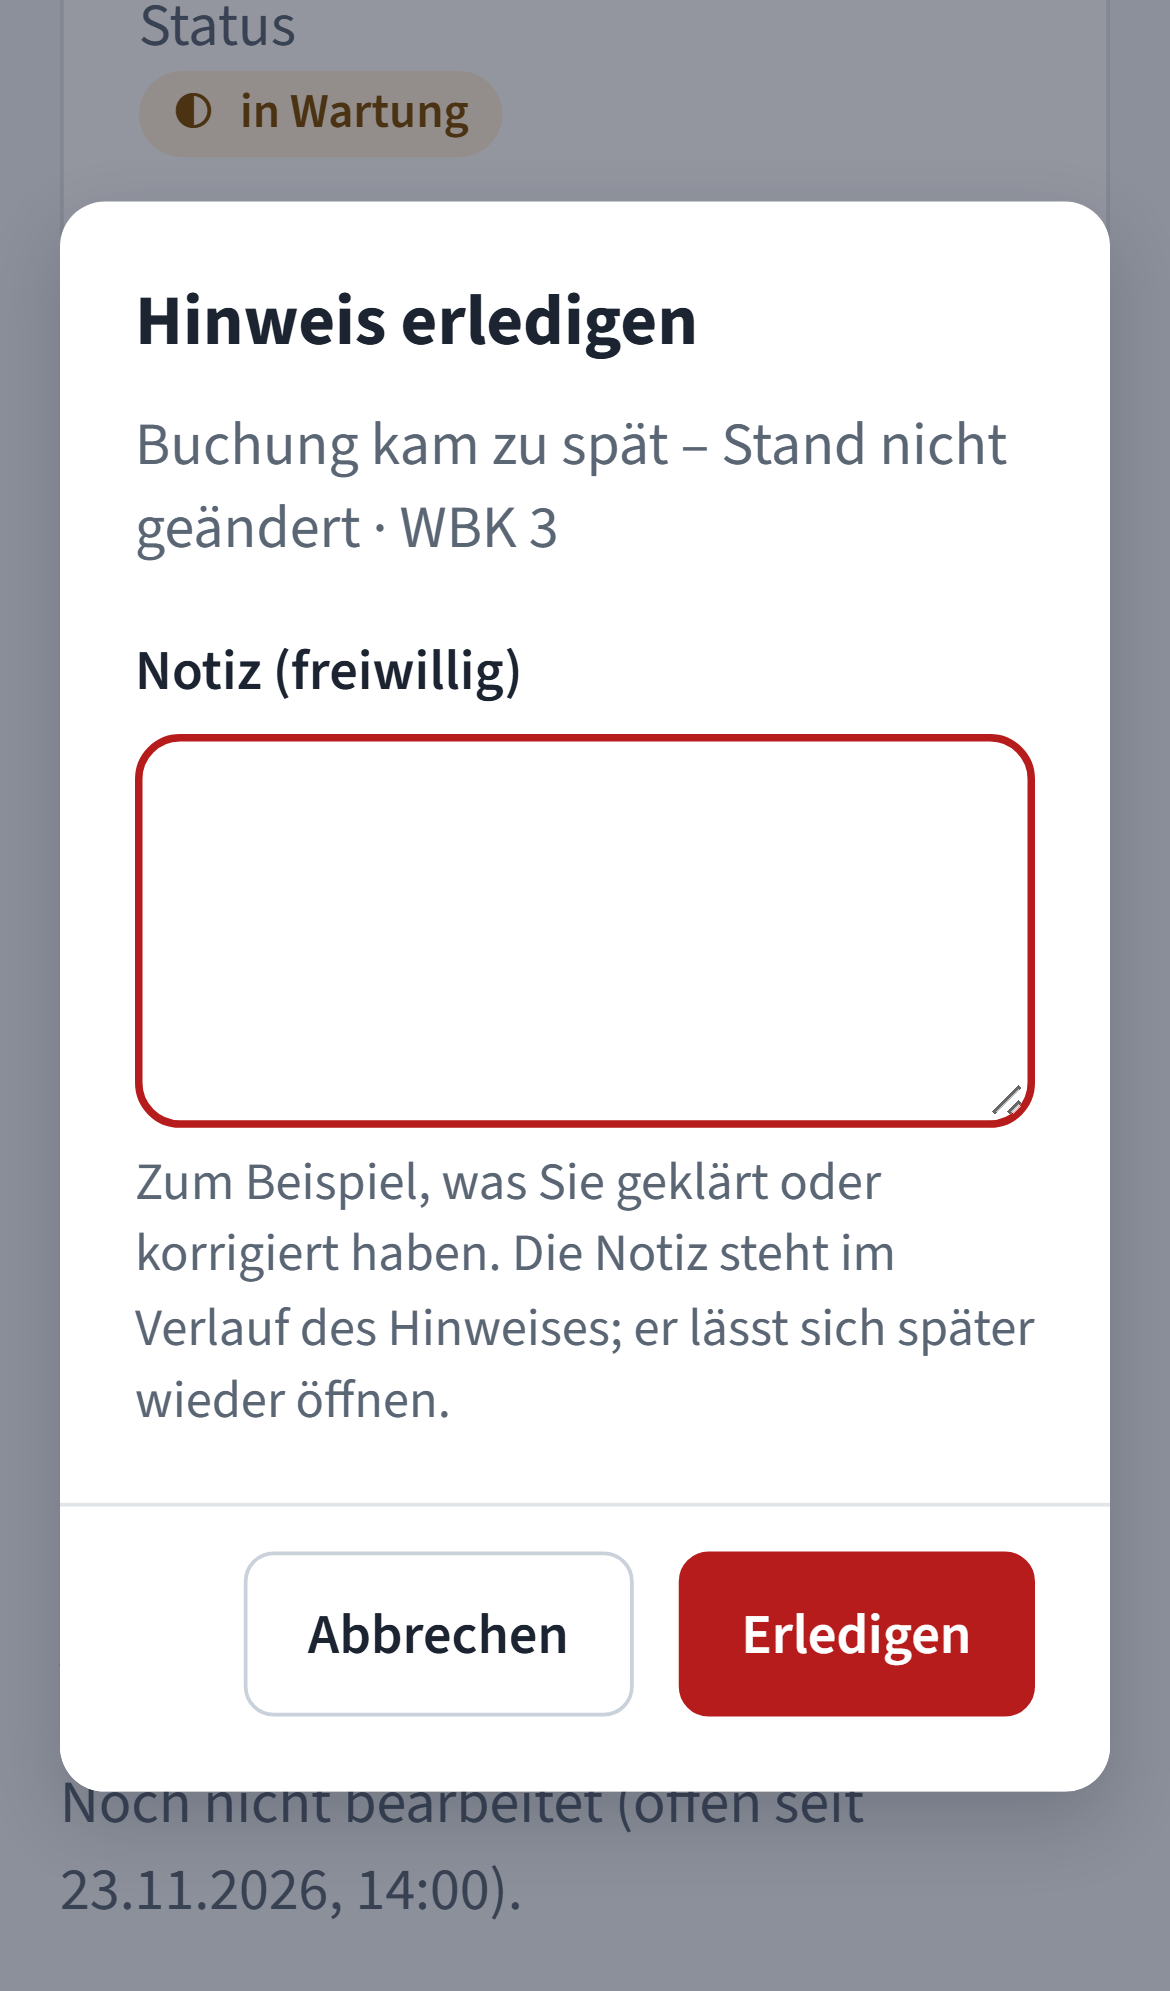 Status
in Wartung
Hinweis erledigen
Buchung kam zu spät – Stand nicht
geändert · WBK 3
Notiz (freiwillig)
Zum Beispiel, was Sie geklärt oder
korrigiert haben. Die Notiz steht im
Verlauf des Hinweises; er lässt sich später
wieder öffnen.
Abbrechen
Erledigen
Noch nicht bearbeitet (offen seit
23.11.2026, 14:00).